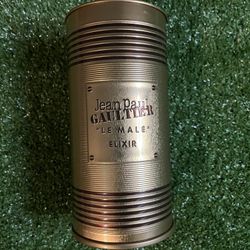 Jean Paul
GAULTIER
"LE MALE"
ELIXIR